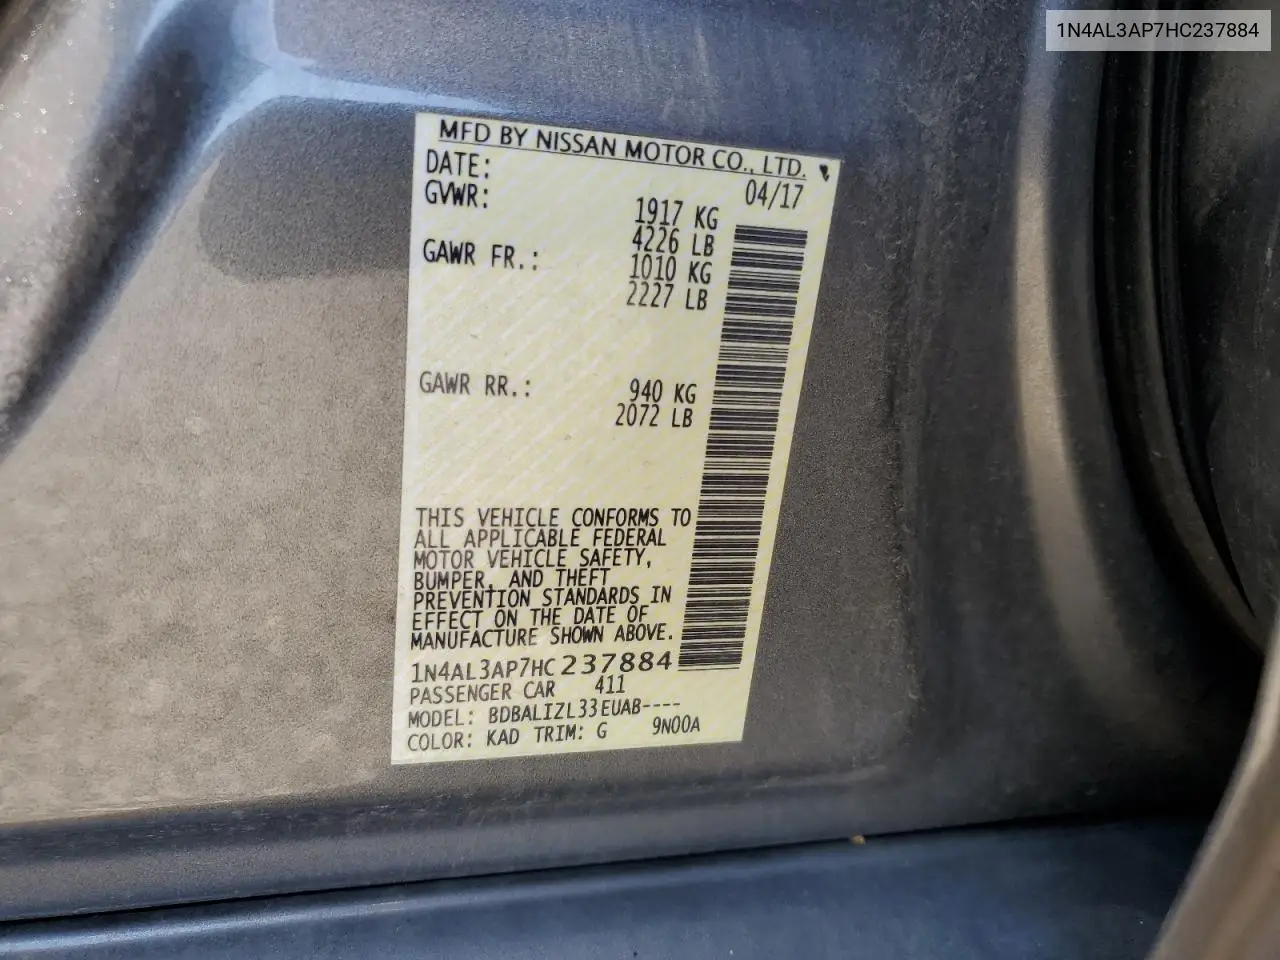 1N4AL3AP7HC237884
MFD BY NISSAN MOTOR CO., LTD.
DATE: 04/17
GVWR: 1917 KG
4226 LB
GAWR FR.: 1010 KG
2227 LB
GAWR RR.: 940 KG
2072 LB
THIS VEHICLE CONFORMS TO
ALL APPLICABLE FEDERAL
MOTOR VEHICLE SAFETY,
BUMPER, AND THEFT
PREVENTION STANDARDS IN
EFFECT ON THE DATE OF
MANUFACTURE SHOWN ABOVE.
1N4AL3AP7HC237884
PASSENGER CAR 411
MODEL: BDBALIZL33EUAB----
COLOR: KAD TRIM: G 9N00A